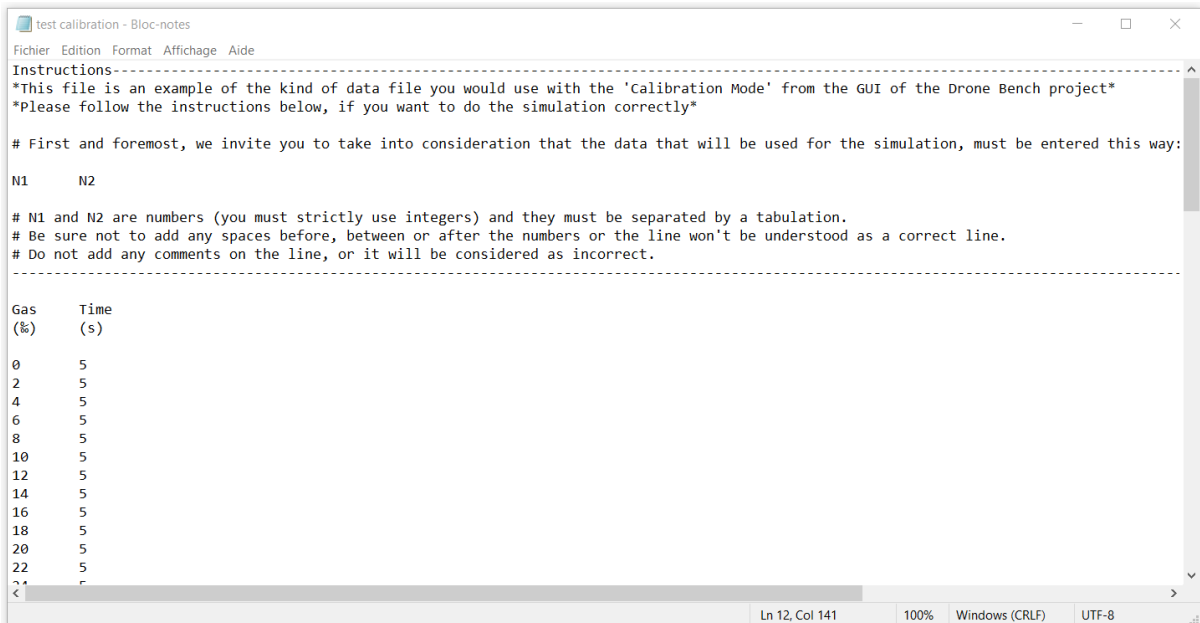 test calibration - Bloc-notes
Fichier Edition Format Affichage Aide
Instructions-------------------------------------------------------------------------------------------------------------------------------
*This file is an example of the kind of data file you would use with the 'Calibration Mode' from the GUI of the Drone Bench project*
*Please follow the instructions below, if you want to do the simulation correctly*
# First and foremost, we invite you to take into consideration that the data that will be used for the simulation, must be entered this way:
N1 N2
# N1 and N2 are numbers (you must strictly use integers) and they must be separated by a tabulation.
# Be sure not to add any spaces before, between or after the numbers or the line won't be understood as a correct line.
# Do not add any comments on the line, or it will be considered as incorrect.
-------------------------------------------------------------------------------------------------------------------------------------------
Gas Time
(‰) (s)
0 5
2 5
4 5
6 5
8 5
10 5
12 5
14 5
16 5
18 5
20 5
22 5
Ln 12, Col 141 100% Windows (CRLF) UTF-8